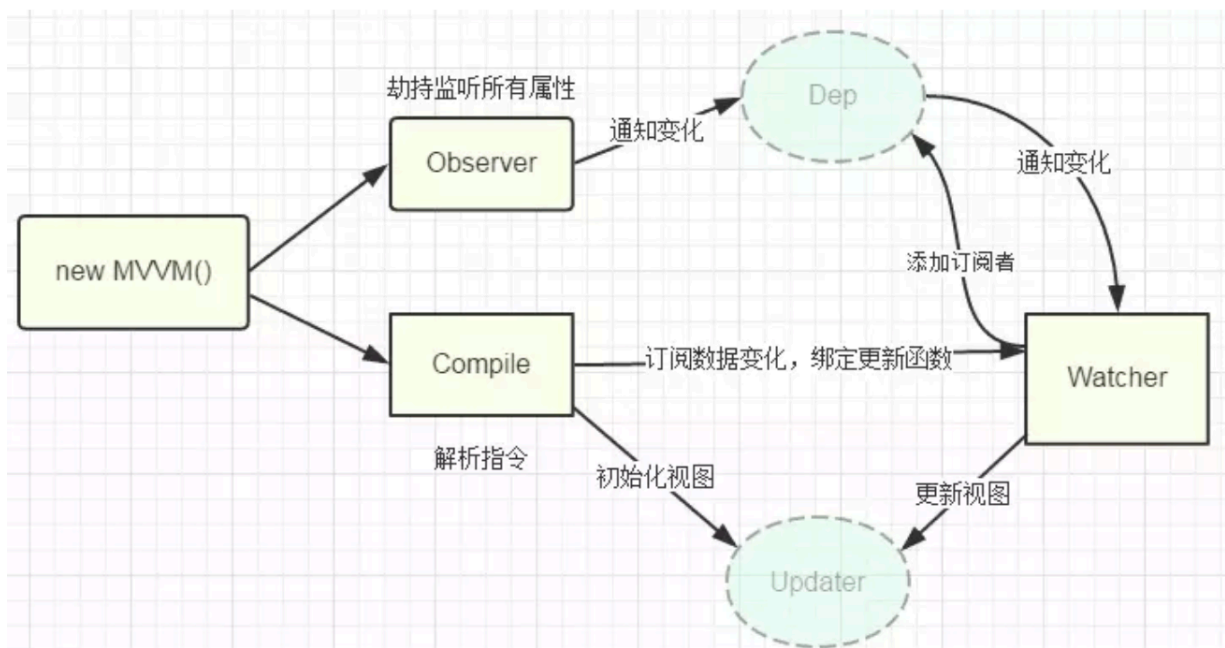 劫持监听所有属性
Dep
通知变化
Observer
通知变化
new MVVM()
添加订阅者
Compile
订阅数据变化，绑定更新函数
Watcher
解析指令
初始化视图
更新视图
Updater